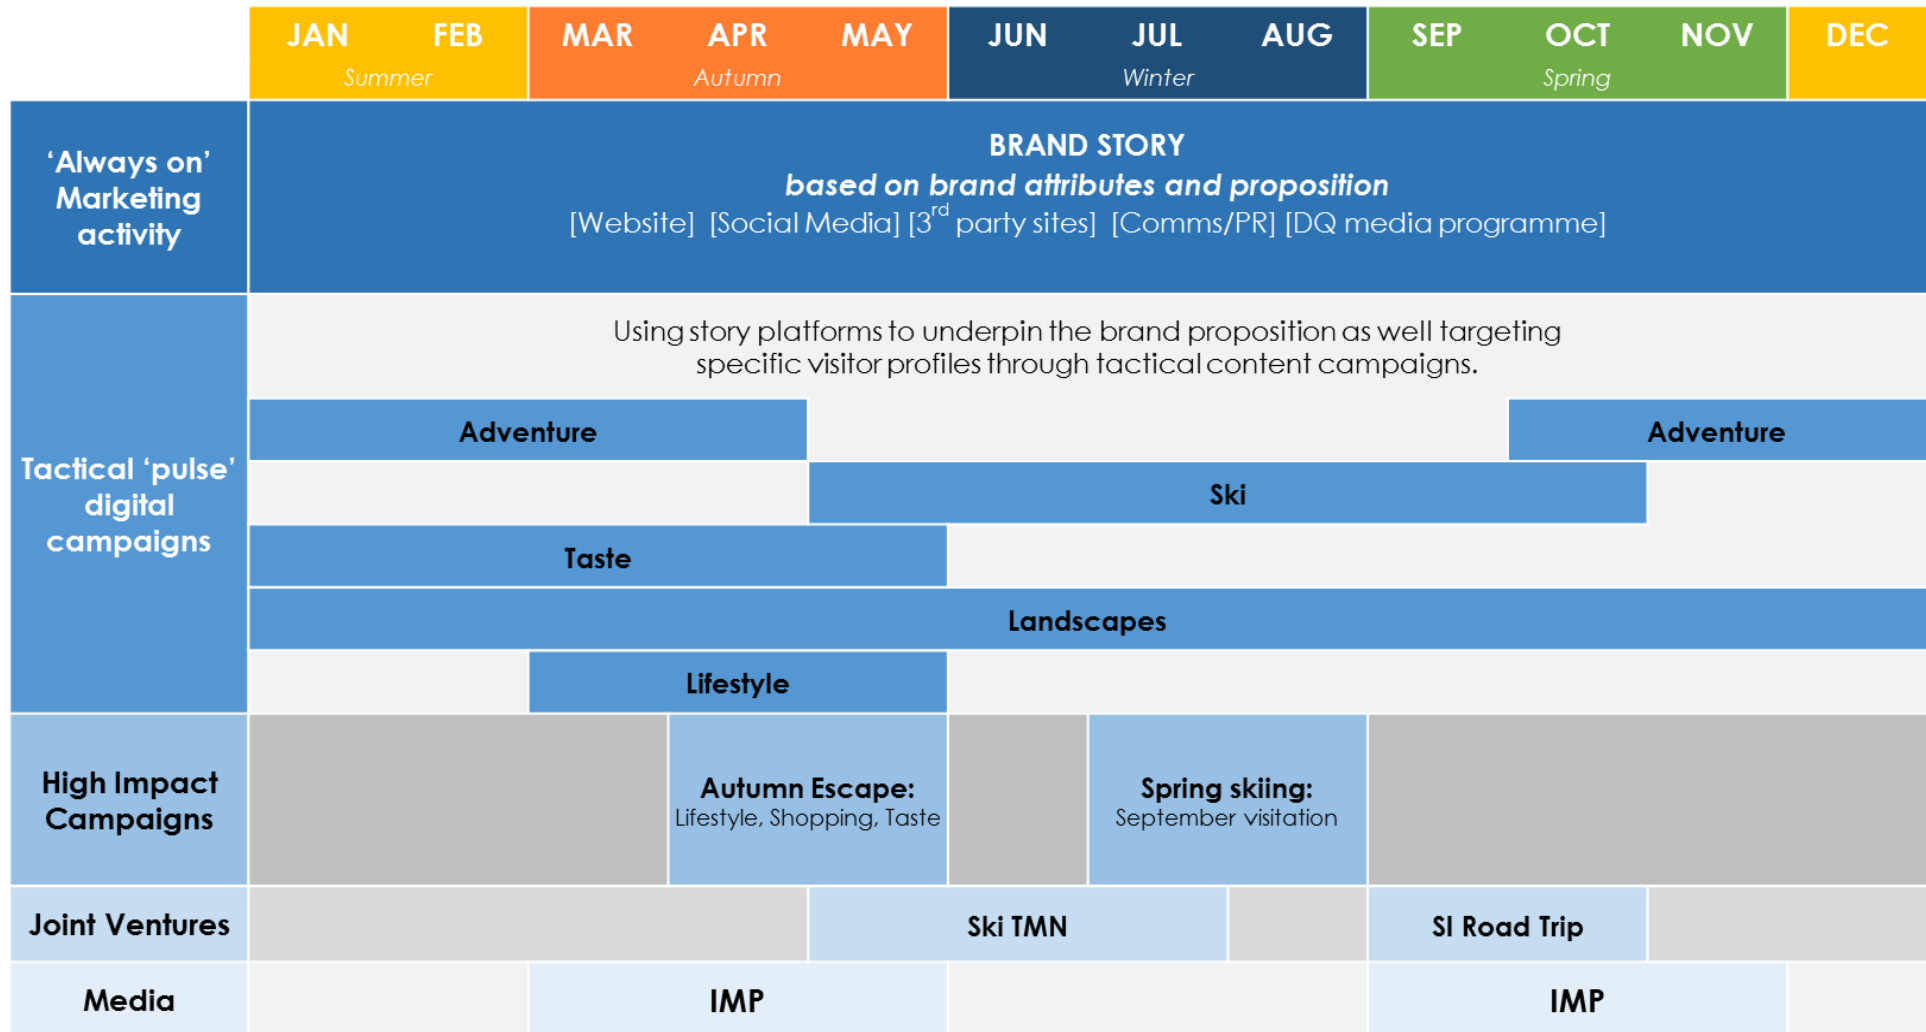 JAN FEB MAR APR MAY JUN JUL AUG SEP OCT NOV DEC
Summer Autumn Winter Spring
‘Always on’
Marketing
activity
BRAND STORY
based on brand attributes and proposition
[Website] [Social Media] [3rd party sites] [Comms/PR] [DQ media programme]
Tactical ‘pulse’
digital
campaigns
Using story platforms to underpin the brand proposition as well targeting
specific visitor profiles through tactical content campaigns.
Adventure Adventure
Ski
Taste
Landscapes
Lifestyle
High Impact
Campaigns
Autumn Escape:
Lifestyle, Shopping, Taste
Spring skiing:
September visitation
Joint Ventures
Ski TMN
SI Road Trip
Media
IMP
IMP